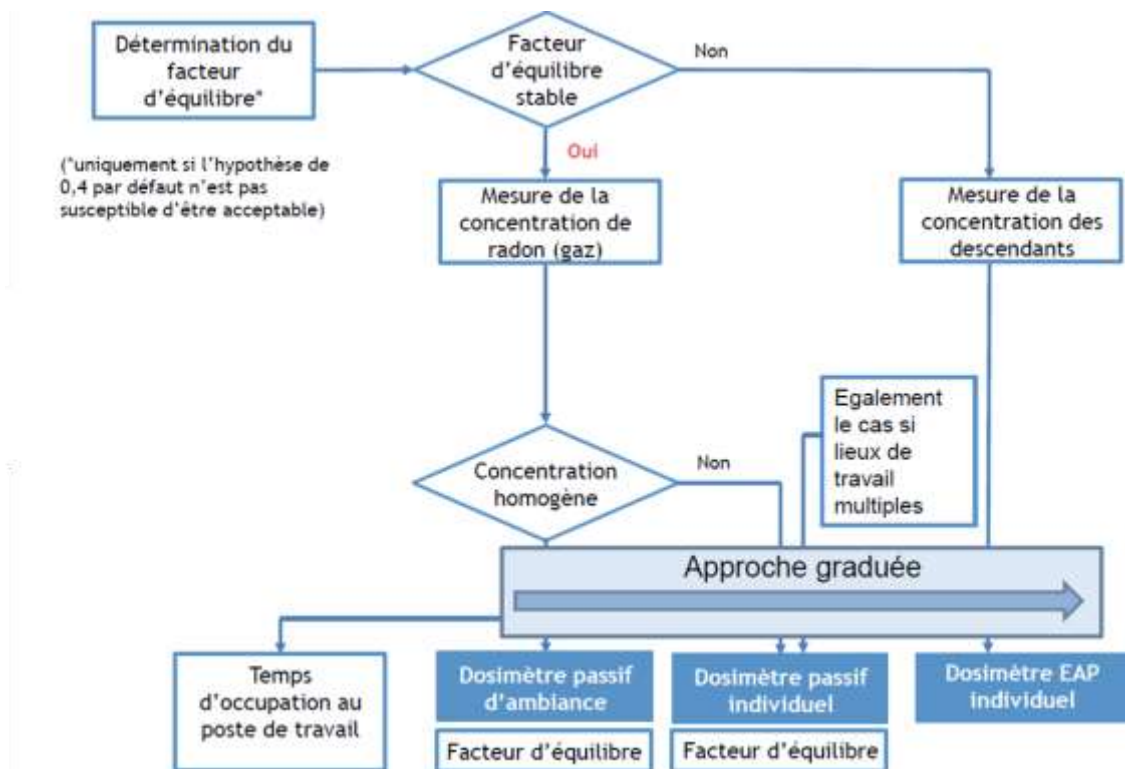 Détermination du
facteur
d'équilibre*
Facteur
d'équilibre
stable
Non
Oui
(*uniquement si l'hypothèse de
0,4 par défaut n'est pas
susceptible d'être acceptable)
Mesure de la
concentration de
radon (gaz)
Mesure de la
concentration des
descendants
Egalement
le cas si
lieux de
travail
multiples
Concentration
homogène
Non
Approche graduée
Temps
d'occupation au
poste de travail
Dosimètre passif
d'ambiance
Facteur d'équilibre
Dosimètre passif
individuel
Facteur d'équilibre
Dosimètre EAP
individuel